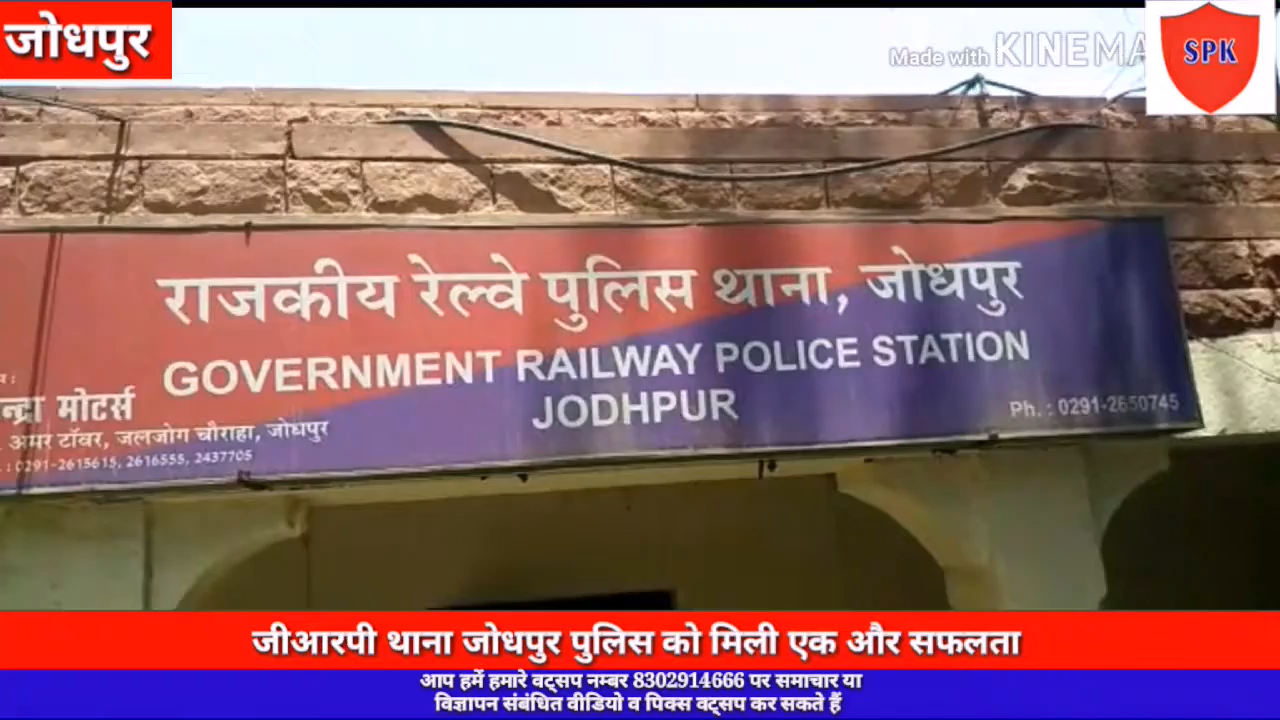 जोधपुर
Made with KINEMA
SPK
राजकीय रेल्वे पुलिस थाना, जोधपुर
GOVERNMENT RAILWAY POLICE STATION
JODHPUR
Ph. : 0291-2650745
मोटर्स
अमर टॉवर, जलजोग चौराहा, जोधपुर
: 0291-2615615, 2616555, 2437705
जीआरपी थाना जोधपुर पुलिस को मिली एक और सफलता
आप हमें हमारे वट्सप नम्बर 8302914666 पर समाचार या
विज्ञापन संबंधित वीडियो व पिक्स वट्सप कर सकते हैं